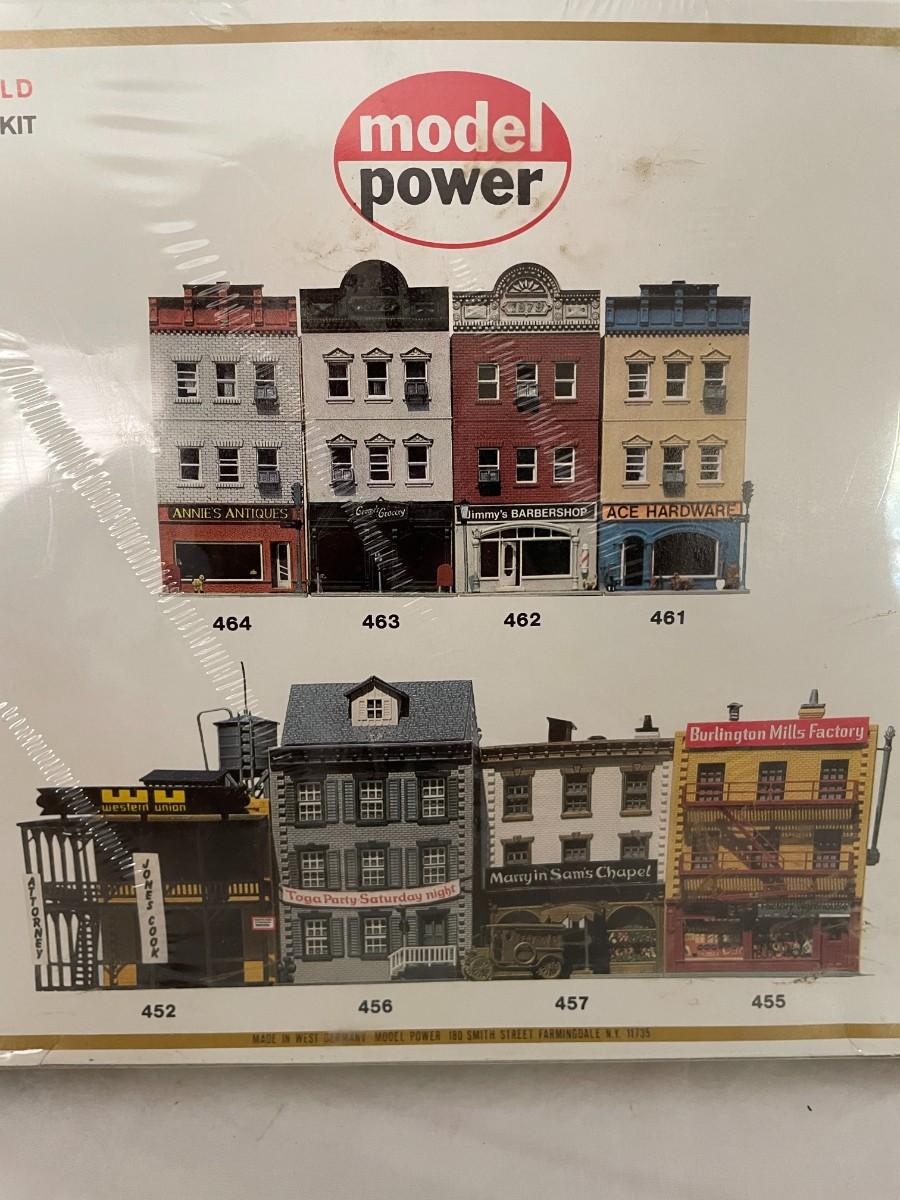 LD
KIT
model
power
1879
ANNIE'S ANTIQUES
Grocery
Jimmy's BARBERSHOP
ACE HARDWARE
464
463
462
461
Burlington Mills Factory
western union
ATTORNEY
JONES COOK
Toga Party Saturday night
Marryin Sam's Chapel
452
456
457
455
MADE IN WEST GERMANY MODEL POWER 180 SMITH STREET FARMINGDALE N.Y. 11735